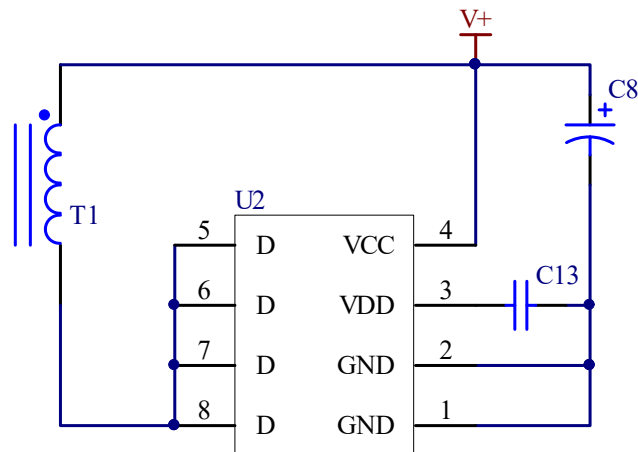 V+
C8
+
T1
U2
5 D VCC 4
C13
6 D VDD 3
7 D GND 2
8 D GND 1